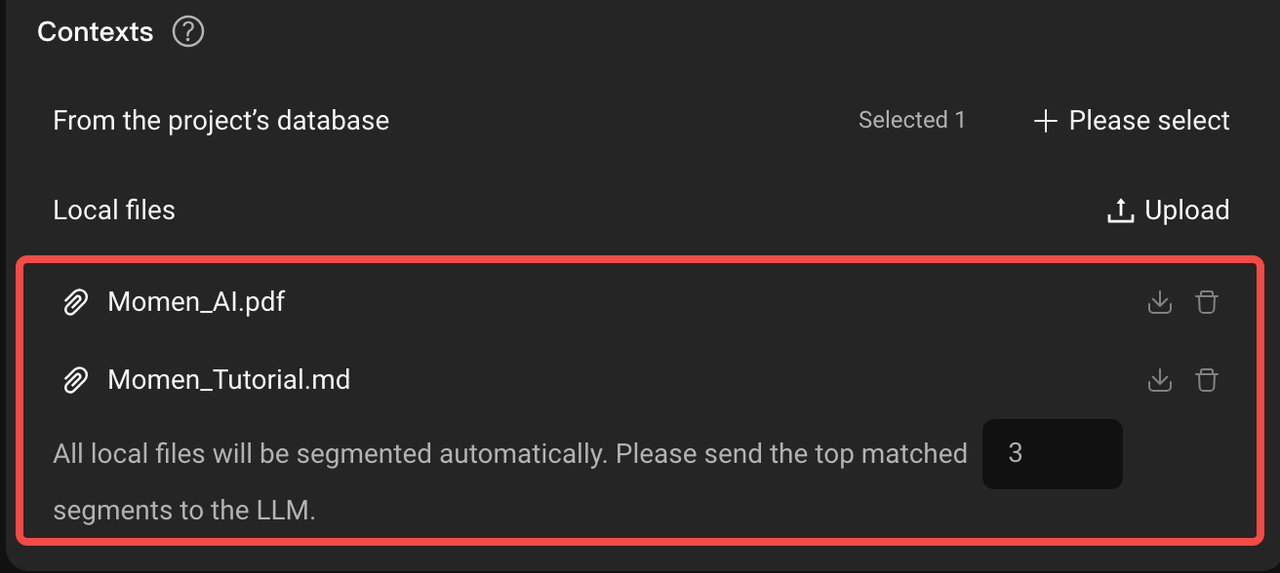 Contexts ?
From the project’s database Selected 1 + Please select
Local files Upload
Momen_AI.pdf
Momen_Tutorial.md
All local files will be segmented automatically. Please send the top matched 3
segments to the LLM.